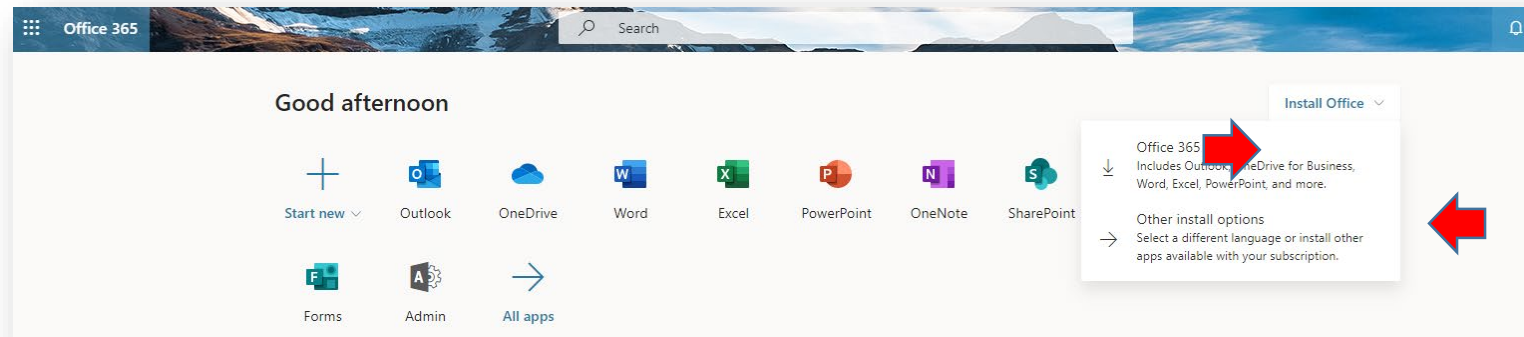 Office 365
Search
Good afternoon
Install Office
Office 365
Includes Outlook, OneDrive for Business,
Word, Excel, PowerPoint, and more.
Other install options
Select a different language or install other
apps available with your subscription.
Start new
Outlook
OneDrive
Word
Excel
PowerPoint
OneNote
SharePoint
Forms
Admin
All apps